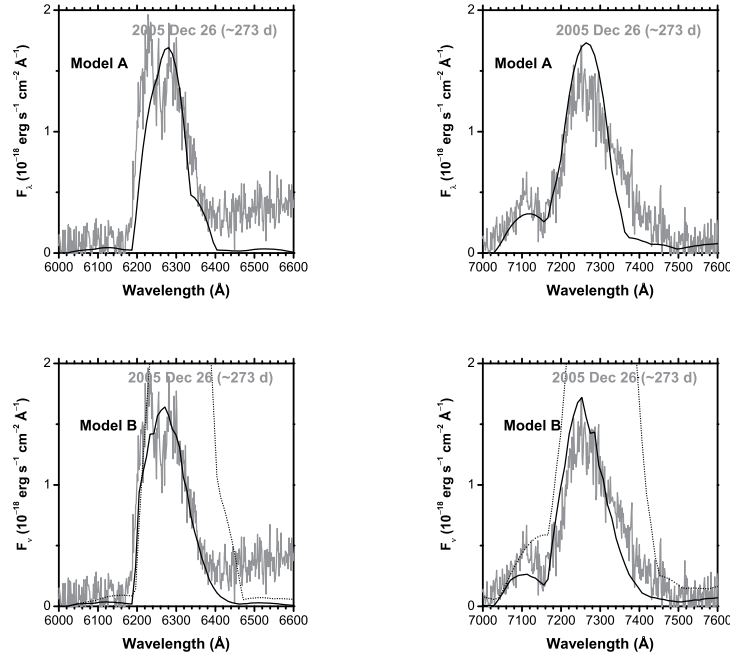 2005 Dec 26 (~273 d)
Model A
F_λ (10⁻¹⁸ erg s⁻¹ cm⁻² Å⁻¹)
2
1
0
6000 6100 6200 6300 6400 6500 6600
Wavelength (Å)
2005 Dec 26 (~273 d)
Model A
F_λ (10⁻¹⁸ erg s⁻¹ cm⁻² Å⁻¹)
2
1
0
7000 7100 7200 7300 7400 7500 7600
Wavelength (Å)
2005 Dec 26 (~273 d)
Model B
F_ν (10⁻¹⁸ erg s⁻¹ cm⁻² Å⁻¹)
2
1
0
6000 6100 6200 6300 6400 6500 6600
Wavelength (Å)
2005 Dec 26 (~273 d)
Model B
F_ν (10⁻¹⁸ erg s⁻¹ cm⁻² Å⁻¹)
2
1
0
7000 7100 7200 7300 7400 7500 7600
Wavelength (Å)